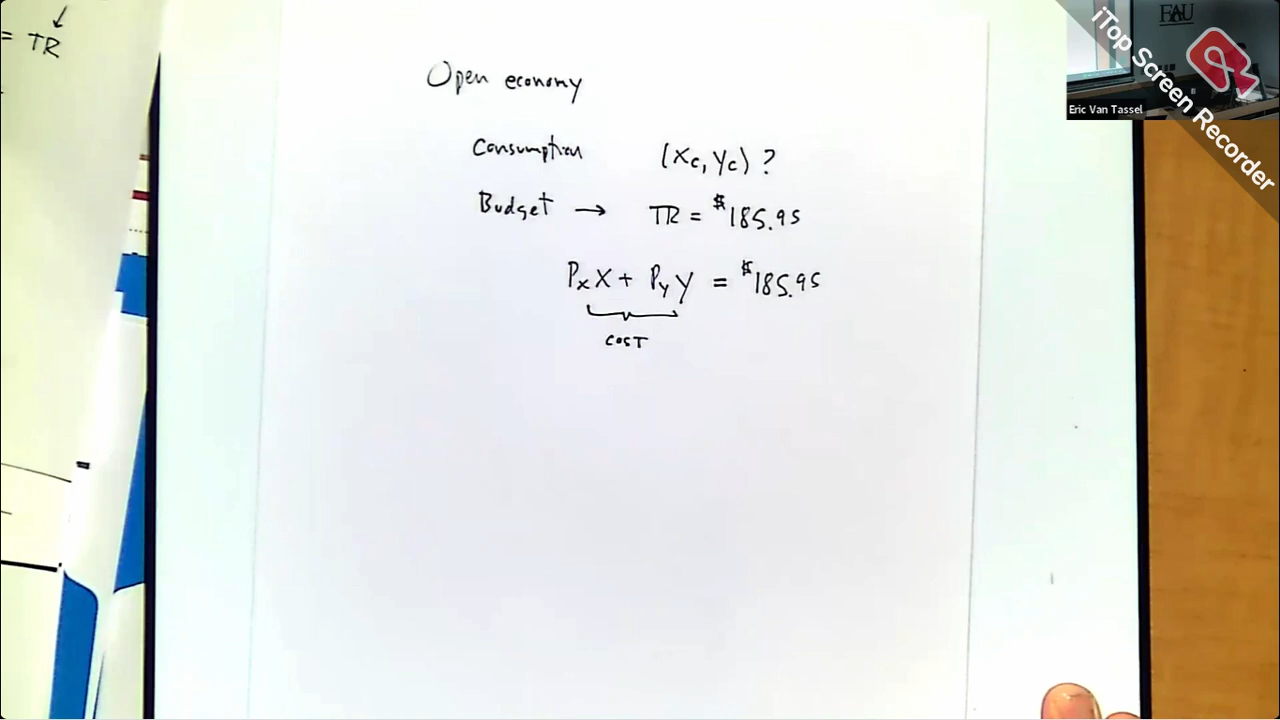 = TR
Open economy
Consumption (Xc, Yc) ?
Budget → TR = $185.95
PxX + PyY = $185.95
COST
FAU
Eric Van Tassel
iTop Screen Recorder